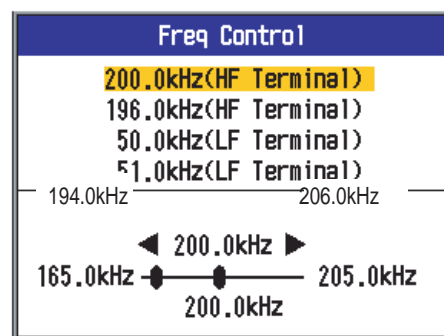 Freq Control
200.0kHz(HF Terminal)
196.0kHz(HF Terminal)
50.0kHz(LF Terminal)
51.0kHz(LF Terminal)
194.0kHz 206.0kHz
◀ 200.0kHz ▶
165.0kHz 205.0kHz
200.0kHz